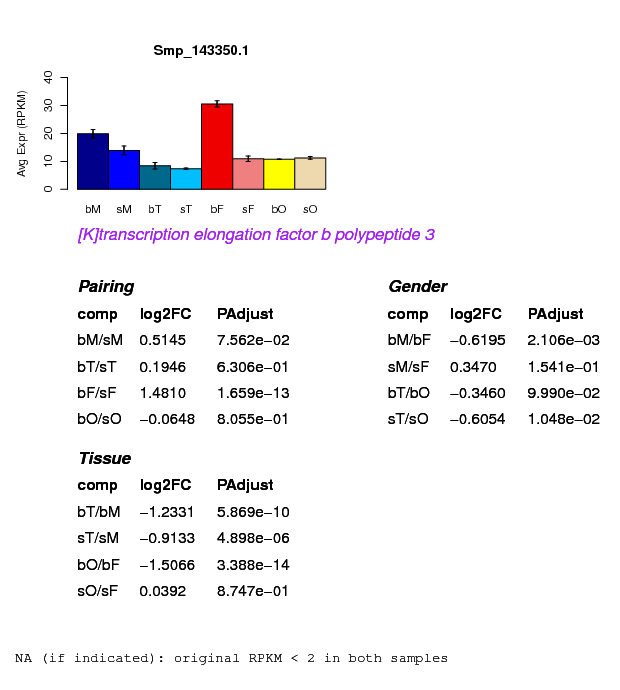 Smp_143350.1
Avg Expr (RPKM)
40
30
20
10
0
bM sM bT sT bF sF bO sO
[K]transcription elongation factor b polypeptide 3
Pairing
comp log2FC PAdjust
bM/sM 0.5145 7.562e−02
bT/sT 0.1946 6.306e−01
bF/sF 1.4810 1.659e−13
bO/sO −0.0648 8.055e−01
Gender
comp log2FC PAdjust
bM/bF −0.6195 2.106e−03
sM/sF 0.3470 1.541e−01
bT/bO −0.3460 9.990e−02
sT/sO −0.6054 1.048e−02
Tissue
comp log2FC PAdjust
bT/bM −1.2331 5.869e−10
sT/sM −0.9133 4.898e−06
bO/bF −1.5066 3.388e−14
sO/sF 0.0392 8.747e−01
NA (if indicated): original RPKM < 2 in both samples